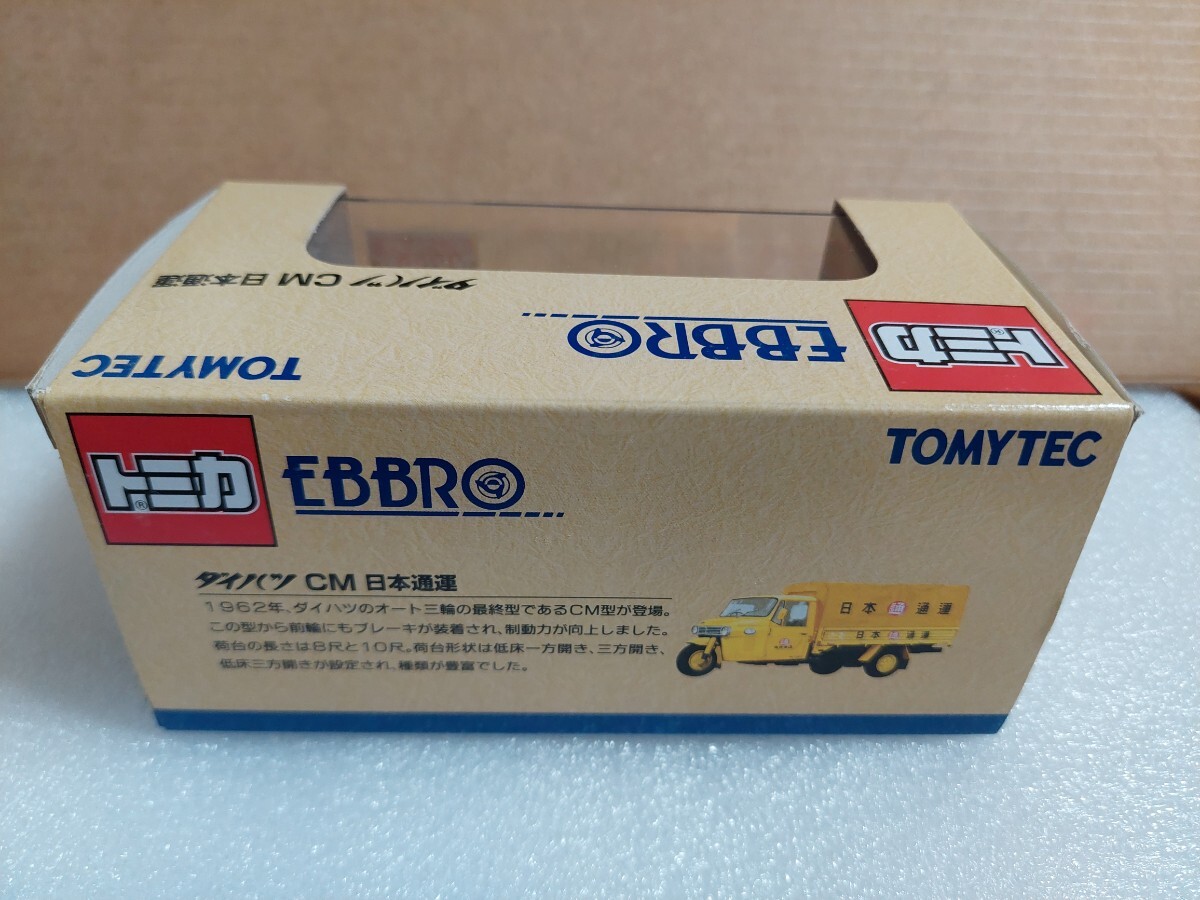 ダイハツ CM 日本通運
EBBRO
トミカ®
TOMYTEC
トミカ®
EBBRO
TOMYTEC
ダイハツ CM 日本通運
1962年、ダイハツのオート三輪の最終型であるCM型が登場。
この型から前輪にもブレーキが装着され、制動力が向上しました。
荷台の長さは8尺と10尺。荷台形状は低床一方開き、三方開き、
低床三方開きが設定され、種類が豊富でした。
日本通通運
日本通通運